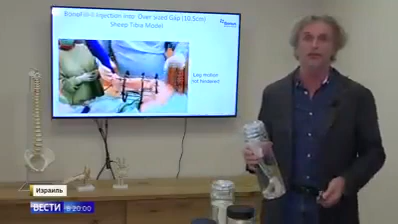 BoneFill® Injection into Over Sized Gap (10.5cm)
Sheep Tibia Model
Leg motion
not hindered
Израиль
ВЕСТИ
20:00